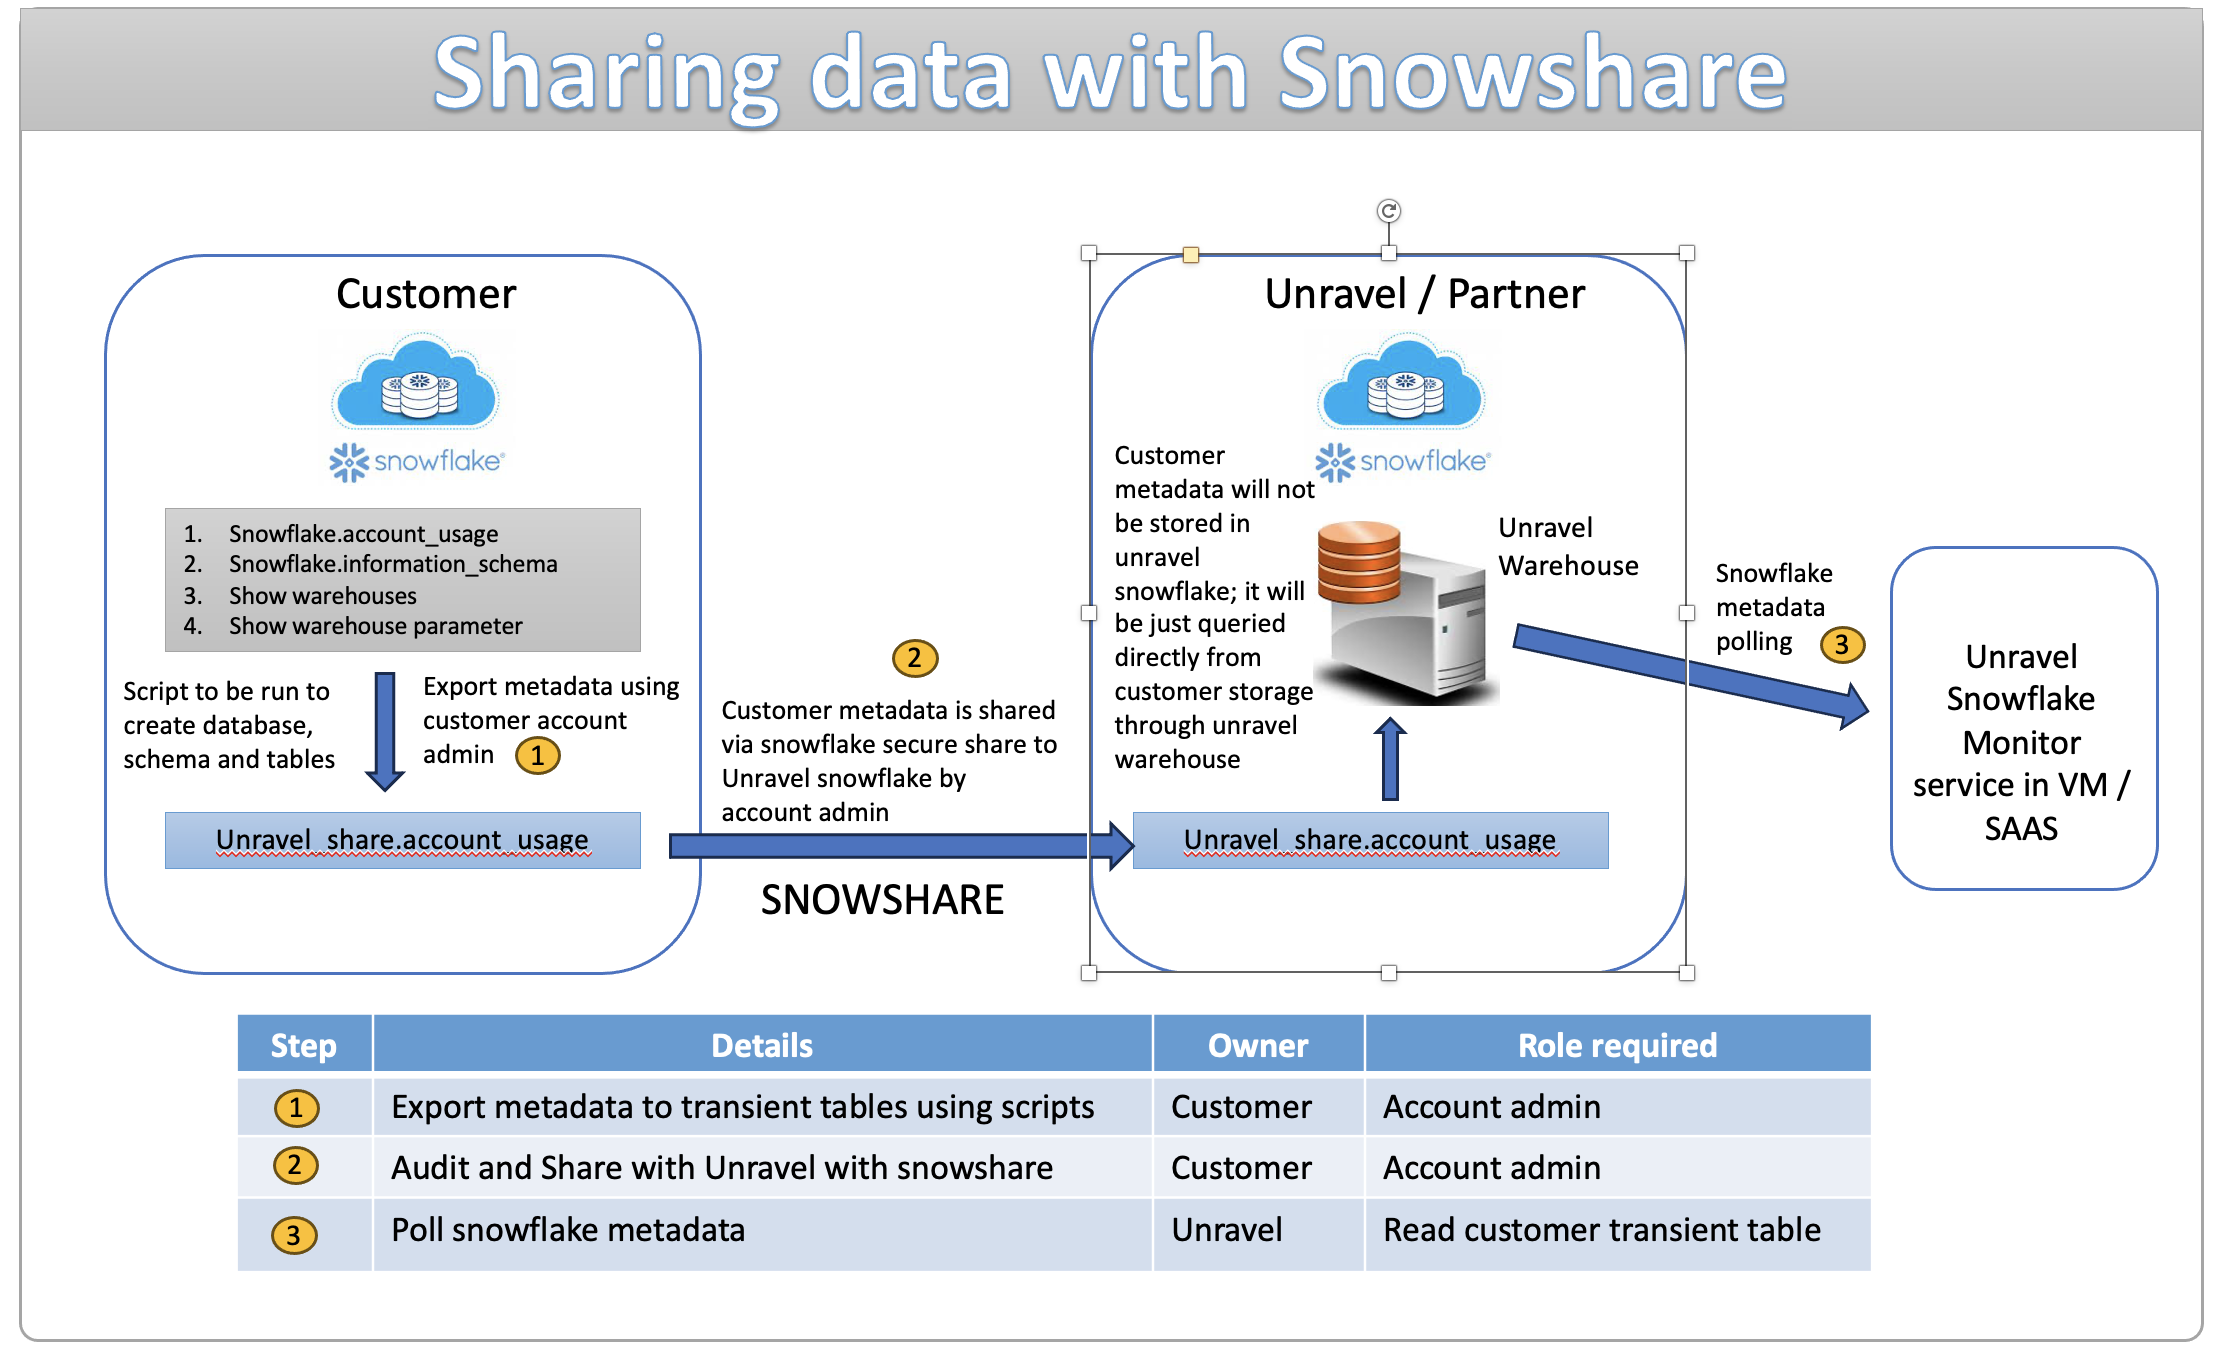 Sharing data with Snowshare
Customer
snowflake®
1. Snowflake.account_usage
2. Snowflake.information_schema
3. Show warehouses
4. Show warehouse parameter
Script to be run to
create database,
schema and tables
Export metadata using
customer account
admin
1
Unravel_share.account_usage
2
Customer metadata is shared
via snowflake secure share to
Unravel snowflake by
account admin
SNOWSHARE
Unravel / Partner
snowflake®
Customer
metadata will not
be stored in
unravel
snowflake; it will
be just queried
directly from
customer storage
through unravel
warehouse
Unravel
Warehouse
Unravel_share.account_usage
Snowflake
metadata
polling
3
Unravel
Snowflake
Monitor
service in VM /
SAAS
Step Details Owner Role required
1 Export metadata to transient tables using scripts Customer Account admin
2 Audit and Share with Unravel with snowshare Customer Account admin
3 Poll snowflake metadata Unravel Read customer transient table